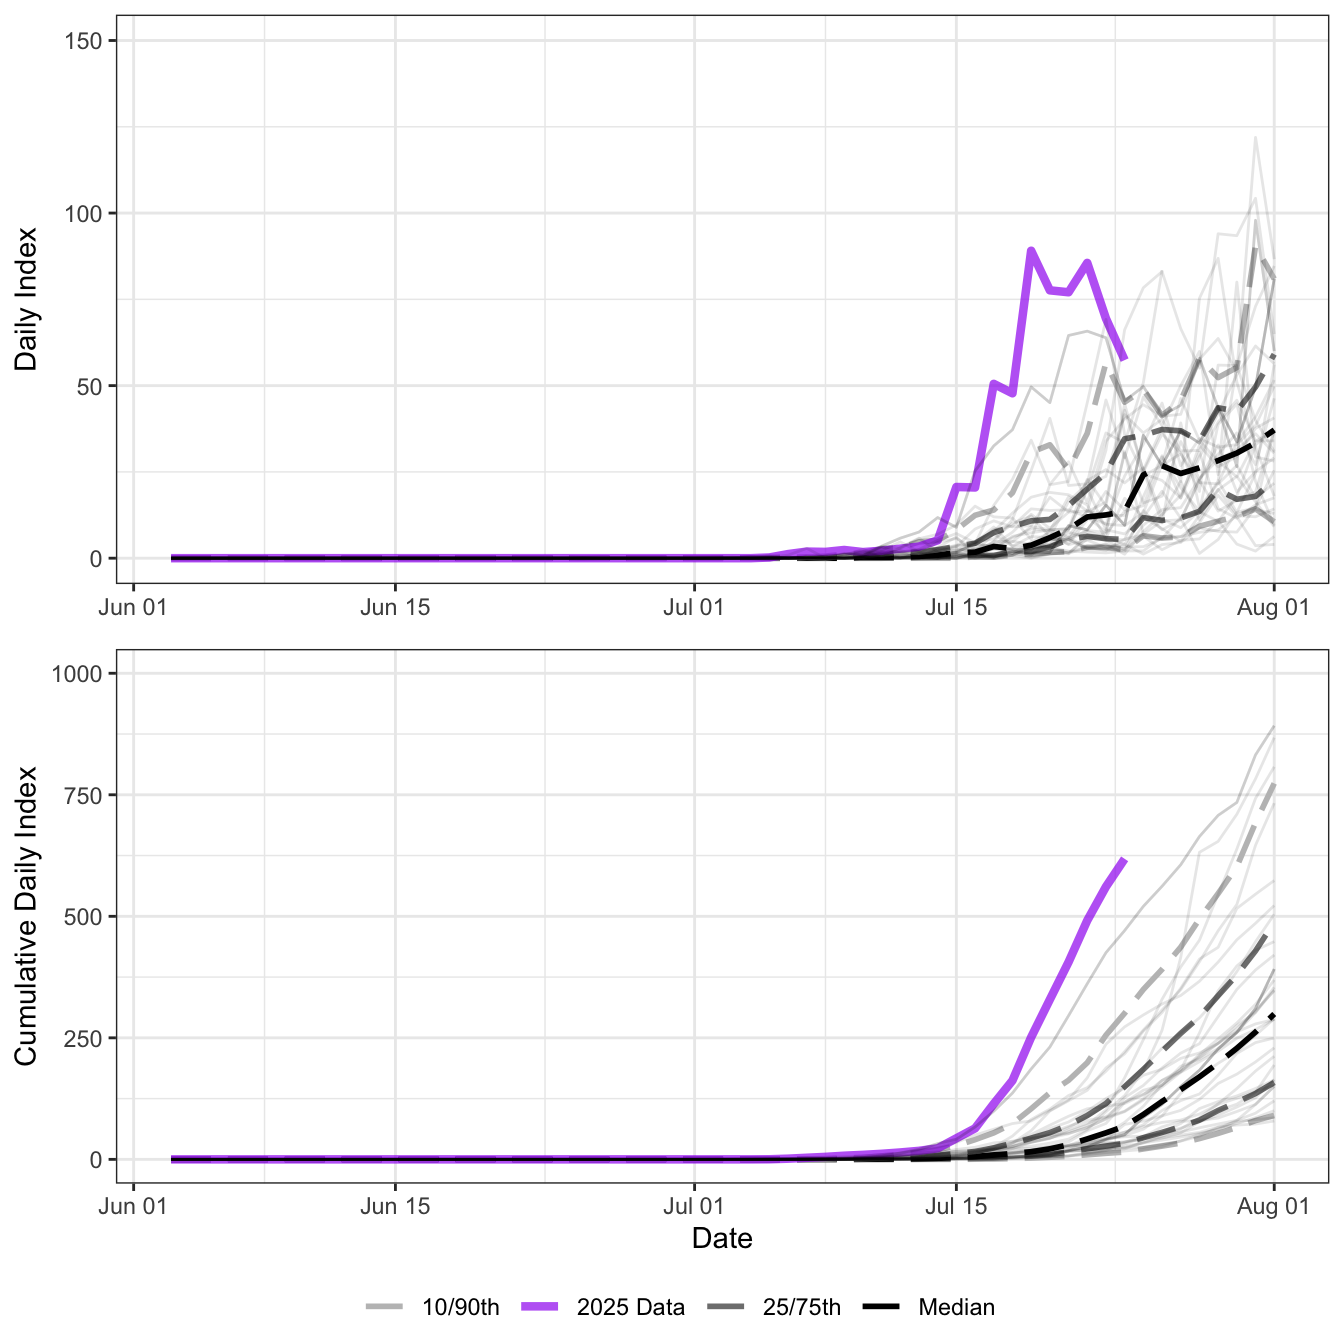 Daily Index
150
100
50
0
Jun 01 Jun 15 Jul 01 Jul 15 Aug 01
Cumulative Daily Index
1000
750
500
250
0
Jun 01 Jun 15 Jul 01 Jul 15 Aug 01
Date
10/90th 2025 Data 25/75th Median